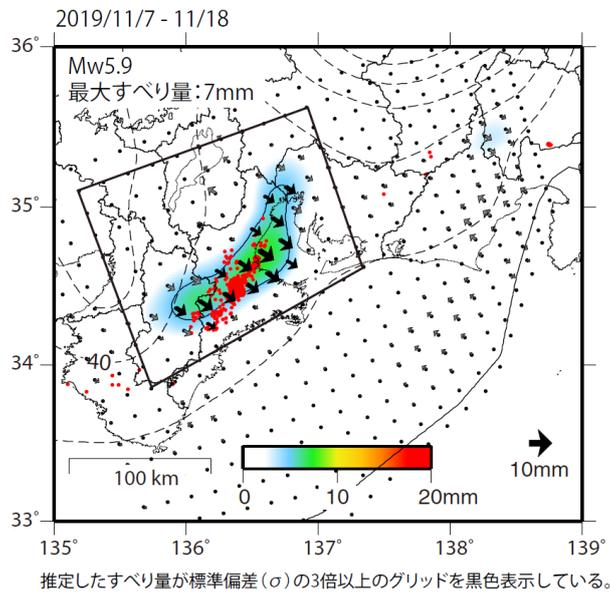 2019/11/7 - 11/18
36°
Mw5.9
最大すべり量：7mm
35°
34°
40
100 km
0 10 20mm
10mm
33°
135° 136° 137° 138° 139°
推定したすべり量が標準偏差（σ）の3倍以上のグリッドを黒色表示している。